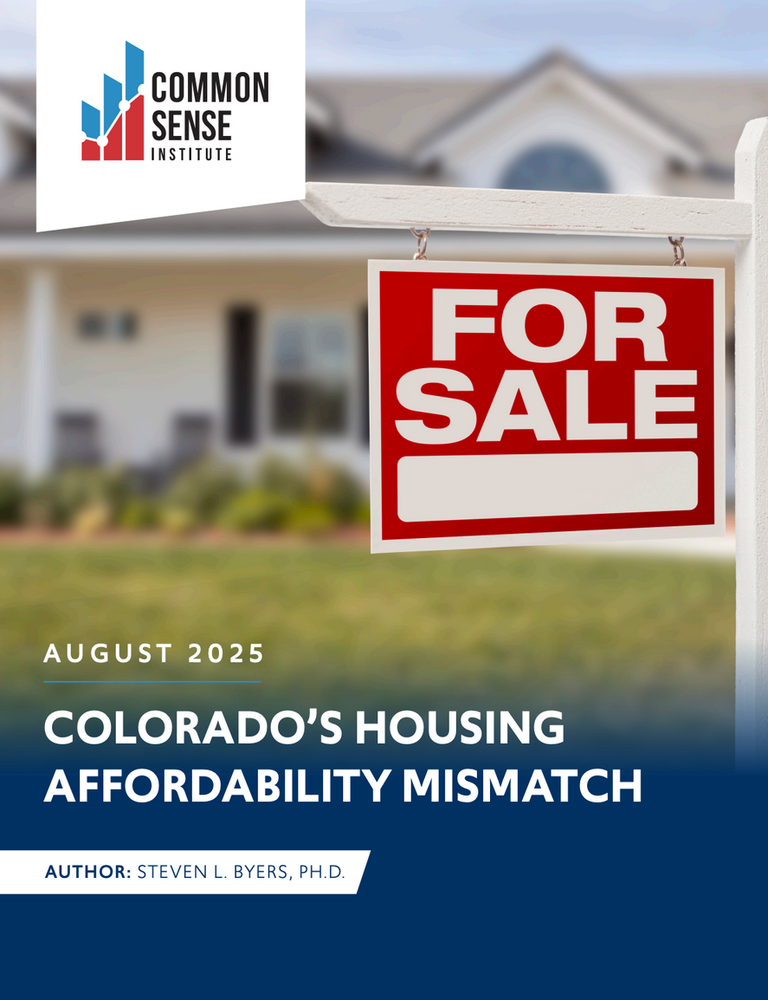 COMMON
SENSE
INSTITUTE
FOR
SALE
AUGUST 2025
COLORADO’S HOUSING
AFFORDABILITY MISMATCH
AUTHOR: STEVEN L. BYERS, PH.D.